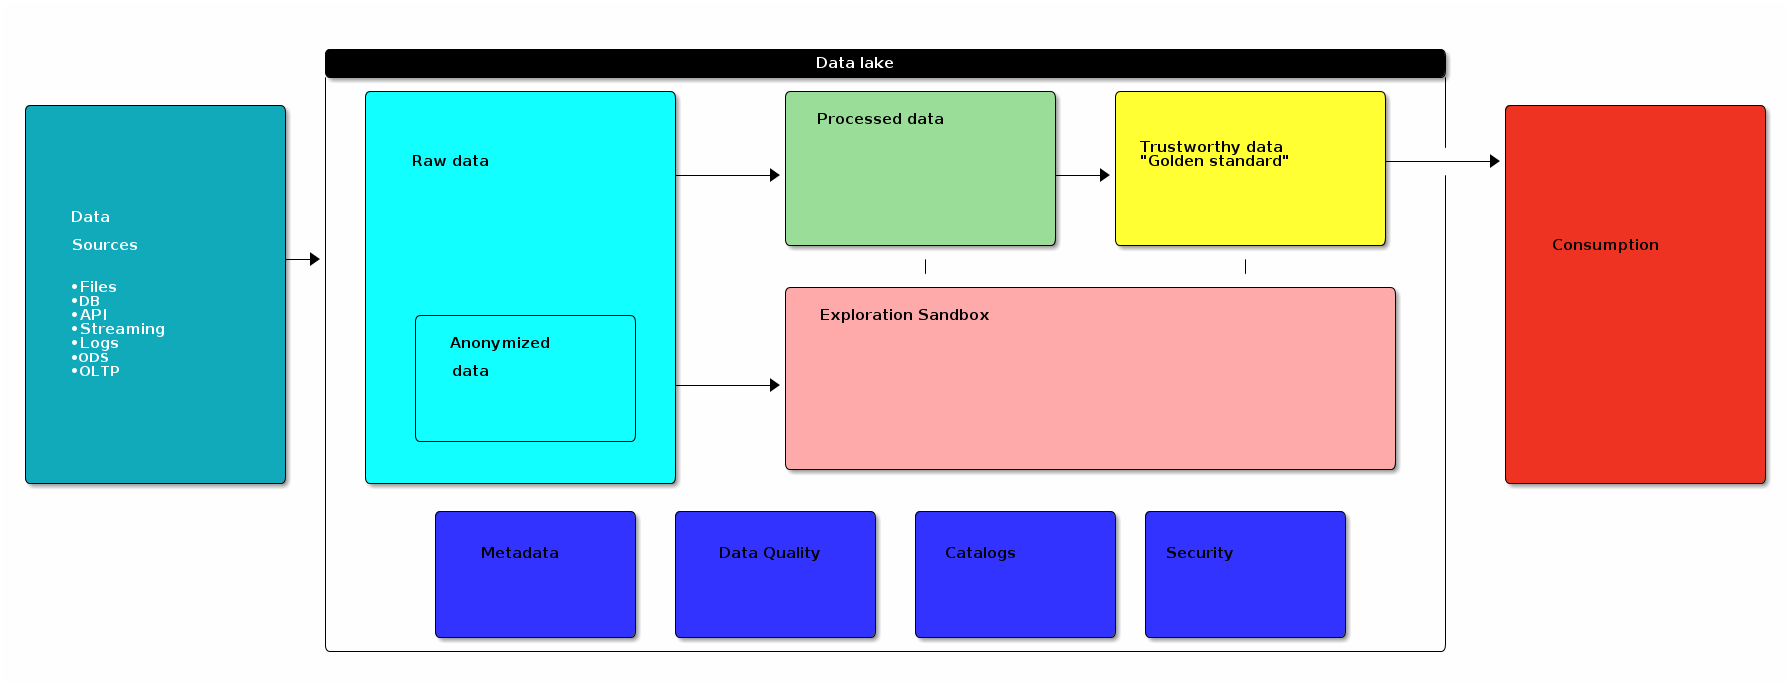 Data lake
Data
Sources
•Files
•DB
•API
•Streaming
•Logs
•ODS
•OLTP
Raw data
Anonymized
data
Processed data
Trustworthy data
"Golden standard"
Exploration Sandbox
Consumption
Metadata
Data Quality
Catalogs
Security